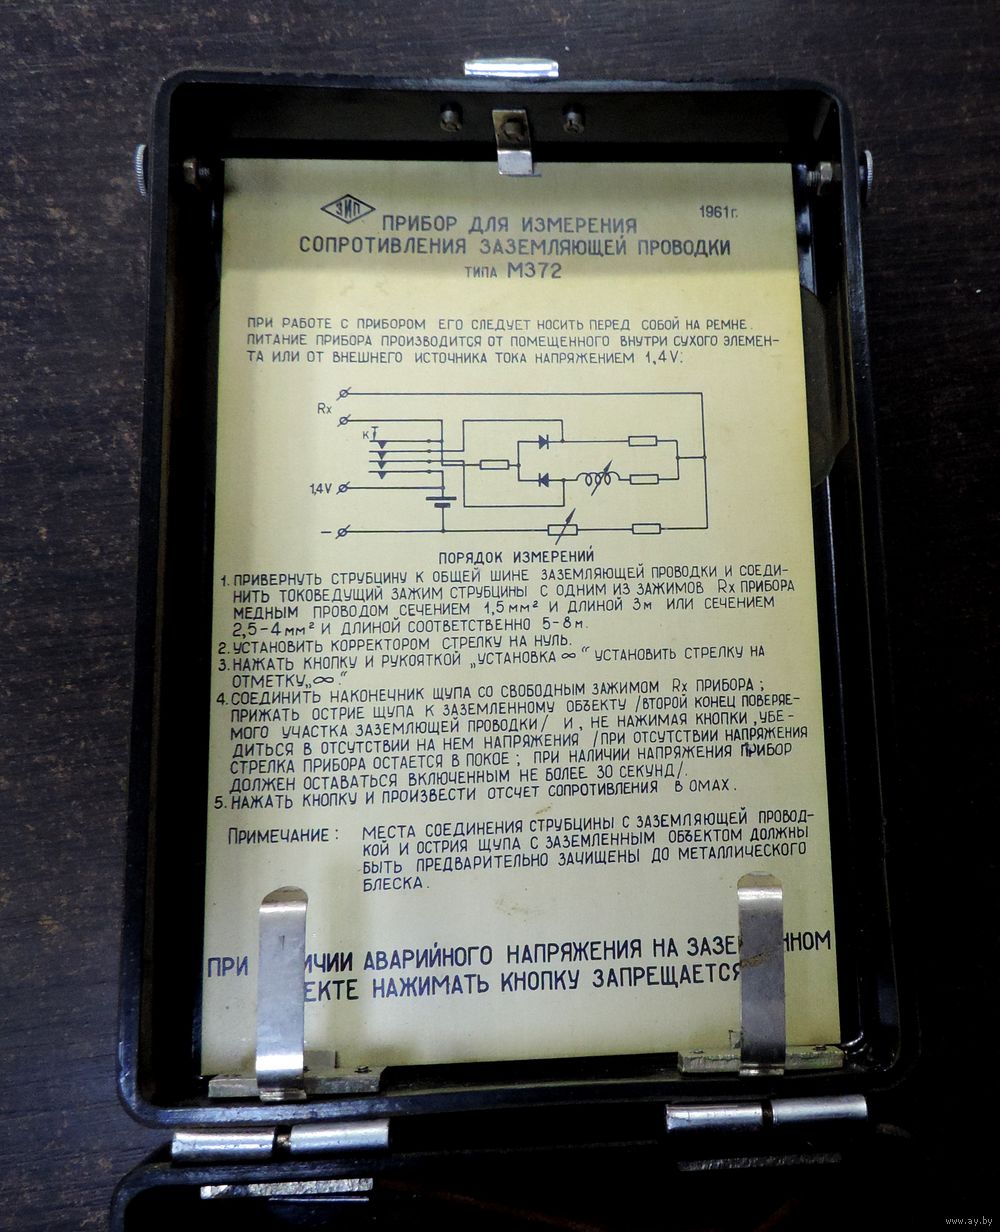 ЗИП
1961г.
ПРИБОР ДЛЯ ИЗМЕРЕНИЯ
СОПРОТИВЛЕНИЯ ЗАЗЕМЛЯЮЩЕЙ ПРОВОДКИ
ТИПА М372
ПРИ РАБОТЕ С ПРИБОРОМ ЕГО СЛЕДУЕТ НОСИТЬ ПЕРЕД СОБОЙ НА РЕМНЕ.
ПИТАНИЕ ПРИБОРА ПРОИЗВОДИТСЯ ОТ ПОМЕЩЕННОГО ВНУТРИ СУХОГО ЭЛЕМЕН-
ТА ИЛИ ОТ ВНЕШНЕГО ИСТОЧНИКА ТОКА НАПРЯЖЕНИЕМ 1,4 V.
Rx
К
1,4V
−
ПОРЯДОК ИЗМЕРЕНИЙ
1. ПРИВЕРНУТЬ СТРУБЦИНУ К ОБЩЕЙ ШИНЕ ЗАЗЕМЛЯЮЩЕЙ ПРОВОДКИ И СОЕДИ-
НИТЬ ТОКОВЕДУЩИЙ ЗАЖИМ СТРУБЦИНЫ С ОДНИМ ИЗ ЗАЖИМОВ Rx ПРИБОРА
МЕДНЫМ ПРОВОДОМ СЕЧЕНИЕМ 1,5 мм² И ДЛИНОЙ 3м ИЛИ СЕЧЕНИЕМ
2,5-4 мм² И ДЛИНОЙ СООТВЕТСТВЕННО 5-8 м.
2. УСТАНОВИТЬ КОРРЕКТОРОМ СТРЕЛКУ НА НУЛЬ.
3. НАЖАТЬ КНОПКУ И РУКОЯТКОЙ „УСТАНОВКА ∞“ УСТАНОВИТЬ СТРЕЛКУ НА
ОТМЕТКУ „∞.“
4. СОЕДИНИТЬ НАКОНЕЧНИК ЩУПА СО СВОБОДНЫМ ЗАЖИМОМ Rx ПРИБОРА;
ПРИЖАТЬ ОСТРИЕ ЩУПА К ЗАЗЕМЛЕННОМУ ОБЪЕКТУ /ВТОРОЙ КОНЕЦ ПОВЕРЯЕ-
МОГО УЧАСТКА ЗАЗЕМЛЯЮЩЕЙ ПРОВОДКИ/ И, НЕ НАЖИМАЯ КНОПКИ, УБЕ-
ДИТЬСЯ В ОТСУТСТВИИ НА НЕМ НАПРЯЖЕНИЯ /ПРИ ОТСУТСТВИИ НАПРЯЖЕНИЯ
СТРЕЛКА ПРИБОРА ОСТАЕТСЯ В ПОКОЕ; ПРИ НАЛИЧИИ НАПРЯЖЕНИЯ ПРИБОР
ДОЛЖЕН ОСТАВАТЬСЯ ВКЛЮЧЕННЫМ НЕ БОЛЕЕ 30 СЕКУНД/.
5. НАЖАТЬ КНОПКУ И ПРОИЗВЕСТИ ОТСЧЕТ СОПРОТИВЛЕНИЯ В ОМАХ.
ПРИМЕЧАНИЕ: МЕСТА СОЕДИНЕНИЯ СТРУБЦИНЫ С ЗАЗЕМЛЯЮЩЕЙ ПРОВОД-
КОЙ И ОСТРИЯ ЩУПА С ЗАЗЕМЛЕННЫМ ОБЪЕКТОМ ДОЛЖНЫ
БЫТЬ ПРЕДВАРИТЕЛЬНО ЗАЧИЩЕНЫ ДО МЕТАЛЛИЧЕСКОГО
БЛЕСКА.
ПРИ АВАРИЙНОГО НАПРЯЖЕНИЯ НА
НАЖИМАТЬ КНОПКУ ЗАПРЕЩАЕТСЯ
www.ay.by